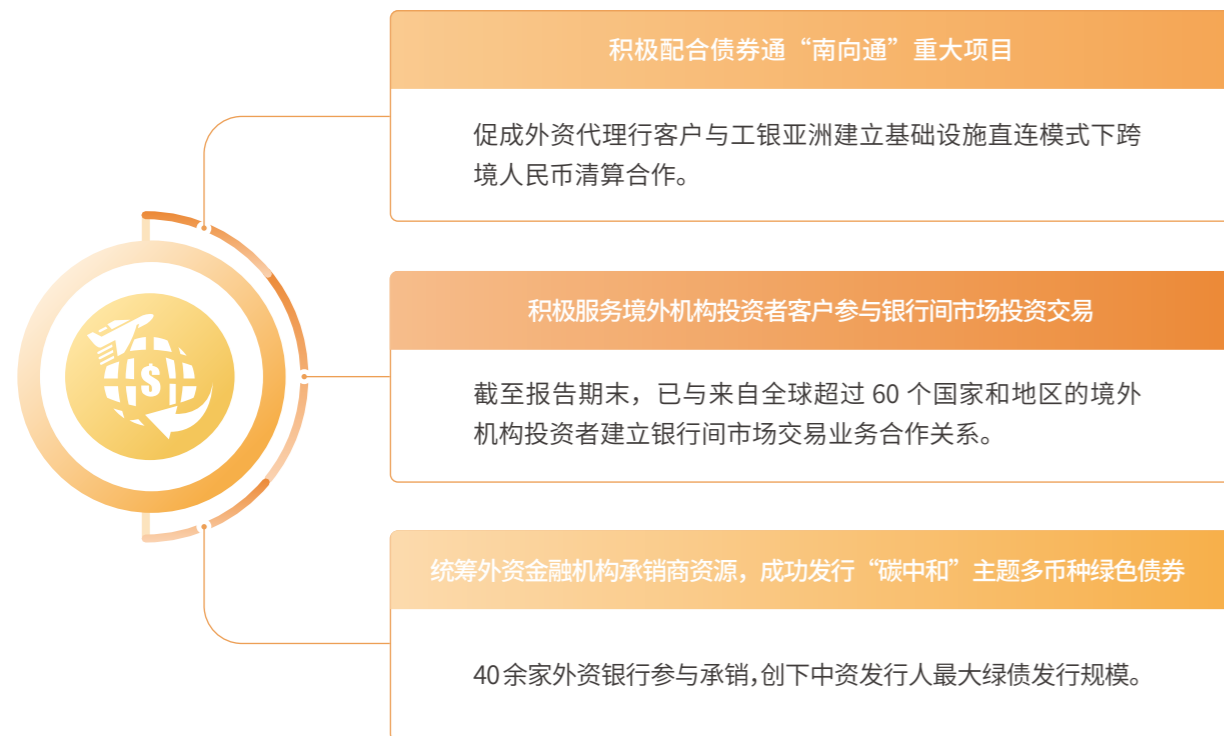 积极配合债券通“南向通”重大项目
促成外资代理行客户与工银亚洲建立基础设施直连模式下跨
境人民币清算合作。
积极服务境外机构投资者客户参与银行间市场投资交易
截至报告期末，已与来自全球超过 60 个国家和地区的境外
机构投资者建立银行间市场交易业务合作关系。
统筹外资金融机构承销商资源，成功发行“碳中和”主题多币种绿色债券
40 余家外资银行参与承销，创下中资发行人最大绿债发行规模。
$